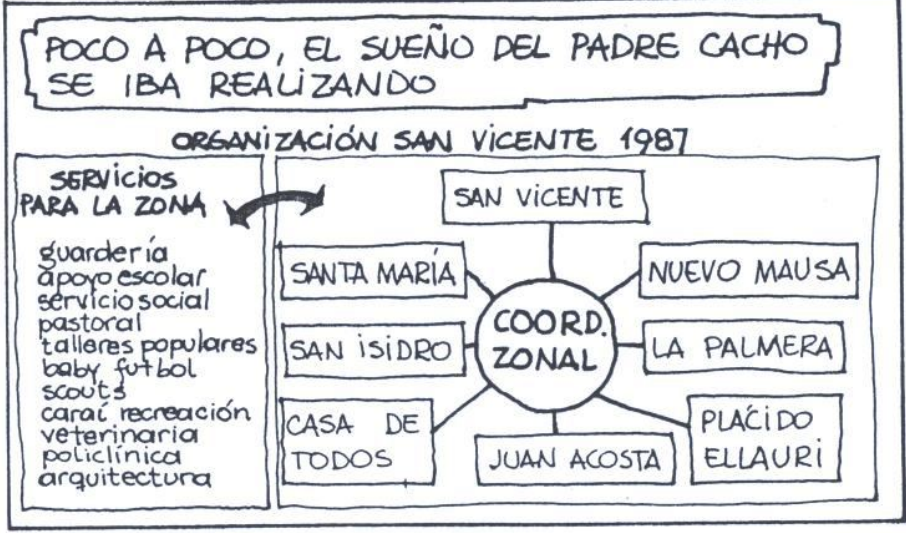 POCO A POCO, EL SUEÑO DEL PADRE CACHO
SE IBA REALIZANDO
ORGANIZACIÓN SAN VICENTE 1987
SERVICIOS
PARA LA ZONA
guardería
apoyo escolar
servicio social
pastoral
talleres populares
baby futbol
scouts
caraí recreación
veterinaria
policlínica
arquitectura
SAN VICENTE
SANTA MARÍA
NUEVO MAUSA
COORD.
ZONAL
SAN ISIDRO
LA PALMERA
CASA DE
TODOS
JUAN ACOSTA
PLÁCIDO
ELLAURI